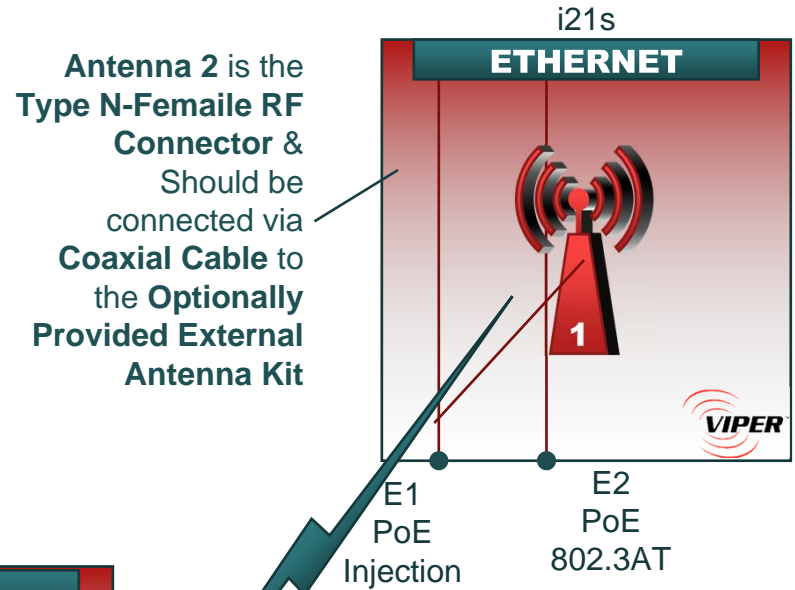 i21s
ETHERNET
Antenna 2 is the
Type N-Femaile RF
Connector &
Should be
connected via
Coaxial Cable to
the Optionally
Provided External
Antenna Kit
1
VIPER™
E1
PoE
Injection
E2
PoE
802.3AT